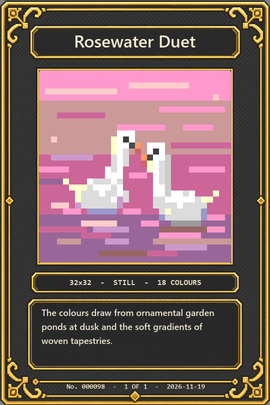 Rosewater Duet
32x32 - STILL - 18 COLOURS
The colours draw from ornamental garden
ponds at dusk and the soft gradients of
woven tapestries.
No. 000098 - 1 OF 1 - 2026-11-19